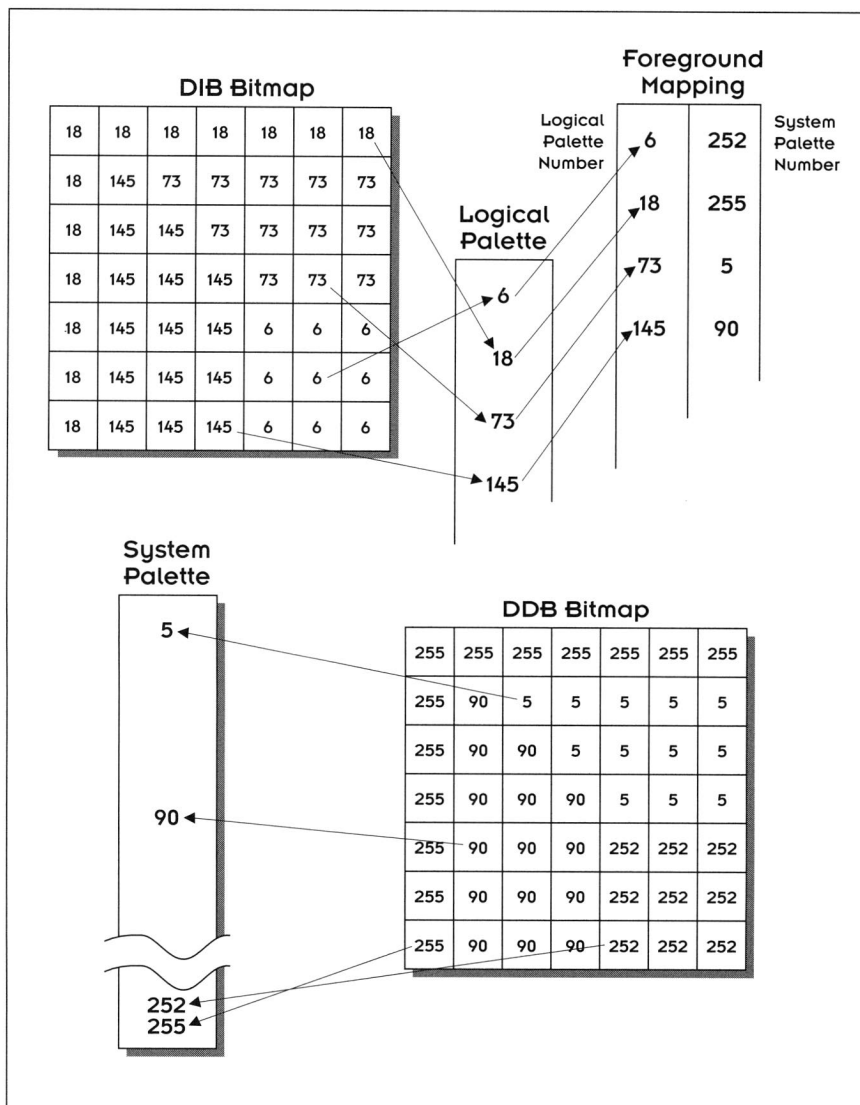 DIB Bitmap
18 18 18 18 18 18 18
18 145 73 73 73 73 73
18 145 145 73 73 73 73
18 145 145 145 73 73 73
18 145 145 145 6 6 6
18 145 145 145 6 6 6
18 145 145 145 6 6 6
Logical
Palette
6
18
73
145
Foreground
Mapping
Logical
Palette
Number
System
Palette
Number
6 252
18 255
73 5
145 90
System
Palette
5
90
252
255
DDB Bitmap
255 255 255 255 255 255 255
255 90 5 5 5 5 5
255 90 90 5 5 5 5
255 90 90 90 5 5 5
255 90 90 90 252 252 252
255 90 90 90 252 252 252
255 90 90 90 252 252 252